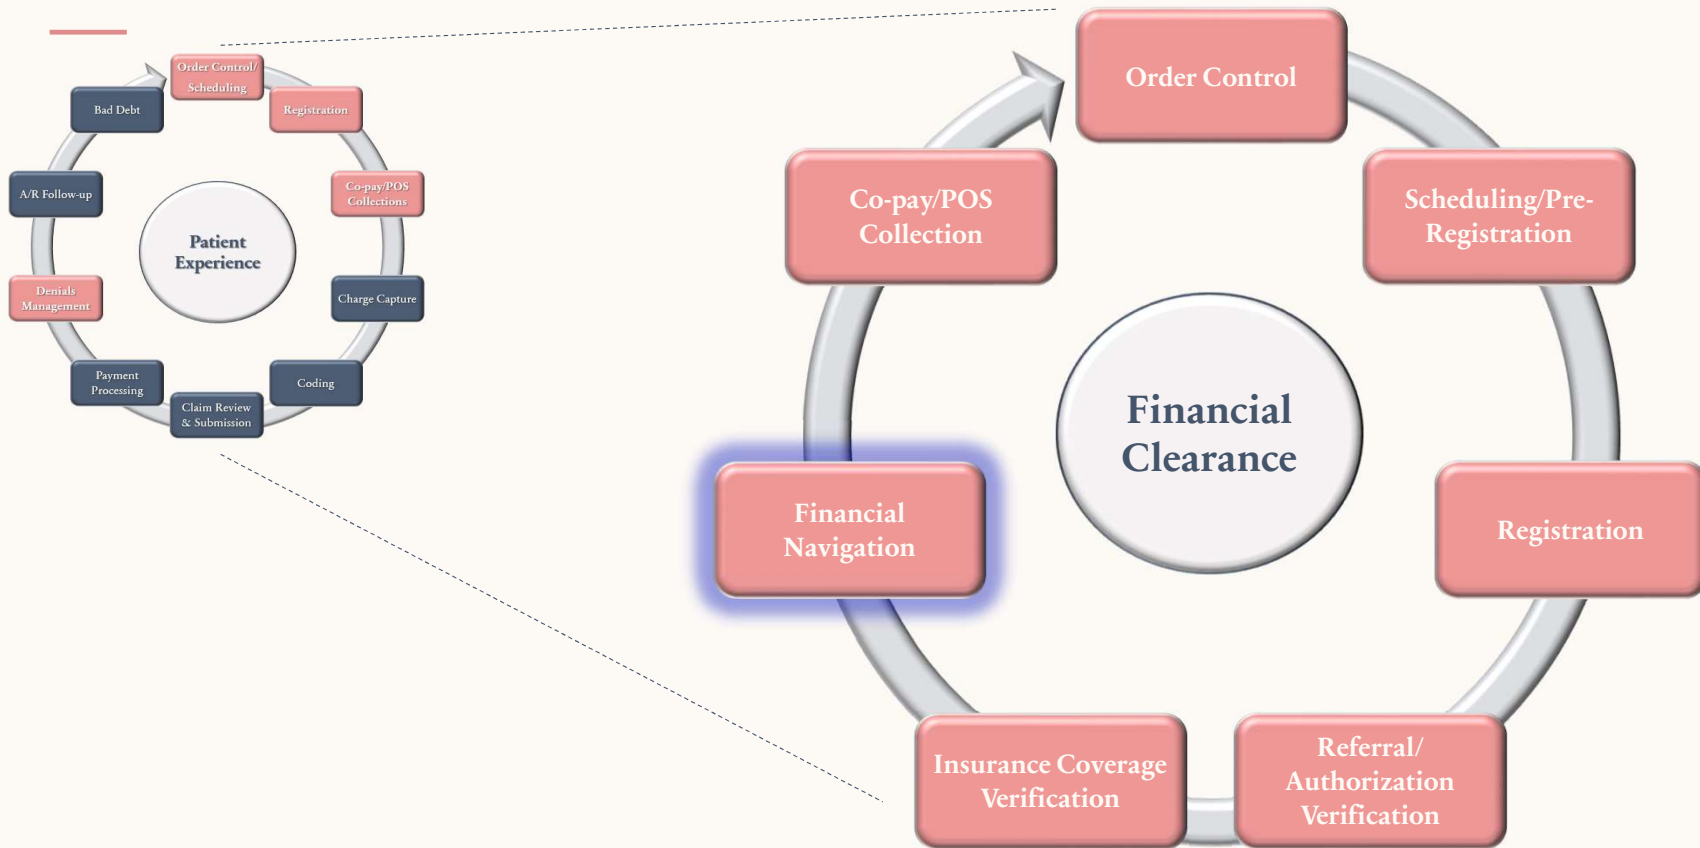 Order Control/
Scheduling
Registration
Co-pay/POS
Collections
Charge Capture
Coding
Claim Review
& Submission
Payment
Processing
Denials
Management
A/R Follow-up
Bad Debt
Patient
Experience
Order Control
Scheduling/Pre-
Registration
Registration
Referral/
Authorization
Verification
Insurance Coverage
Verification
Financial
Navigation
Co-pay/POS
Collection
Financial
Clearance